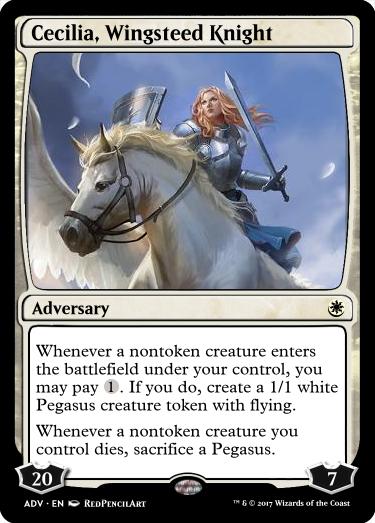 Cecilia, Wingsteed Knight
Adversary
Whenever a nontoken creature enters
the battlefield under your control, you
may pay 1. If you do, create a 1/1 white
Pegasus creature token with flying.
Whenever a nontoken creature you
control dies, sacrifice a Pegasus.
20
7
ADV • EN RedPencilArt
™ & © 2017 Wizards of the Coast